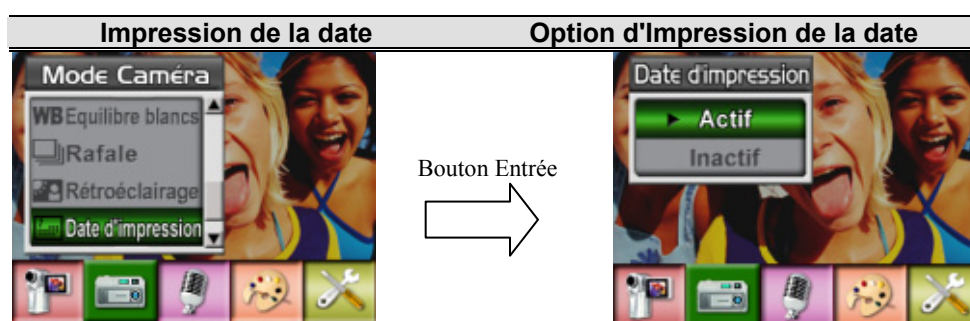 Impression de la date
Option d'Impression de la date
Mode Caméra
WB Equilibre blancs
Rafale
Rétroéclairage
Date d'impression
Bouton Entrée
Date d'impression
Actif
Inactif